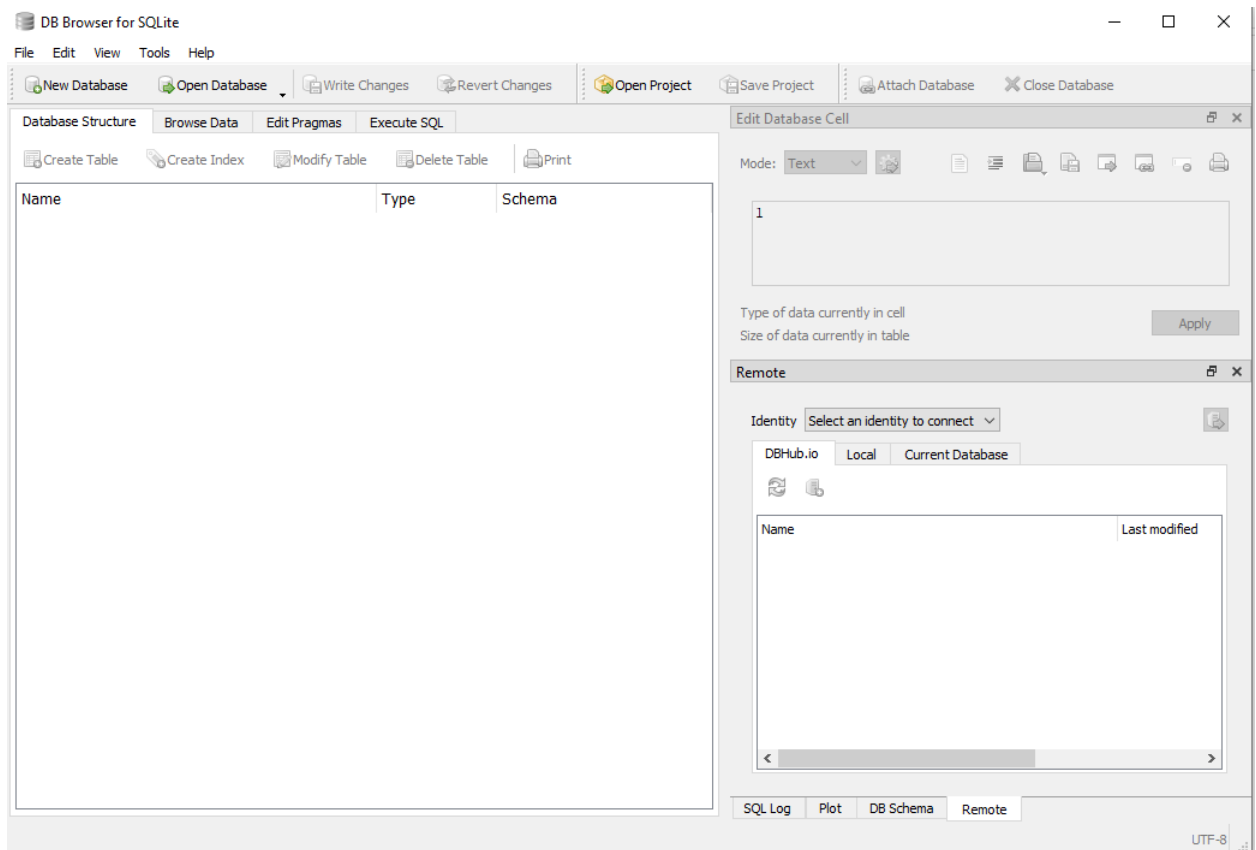 DB Browser for SQLite
File Edit View Tools Help
New Database Open Database Write Changes Revert Changes Open Project Save Project Attach Database Close Database
Database Structure Browse Data Edit Pragmas Execute SQL
Create Table Create Index Modify Table Delete Table Print
Name Type Schema
Edit Database Cell
Mode: Text
1
Type of data currently in cell
Size of data currently in table
Apply
Remote
Identity Select an identity to connect
DBHub.io Local Current Database
Name Last modified
SQL Log Plot DB Schema Remote
UTF-8